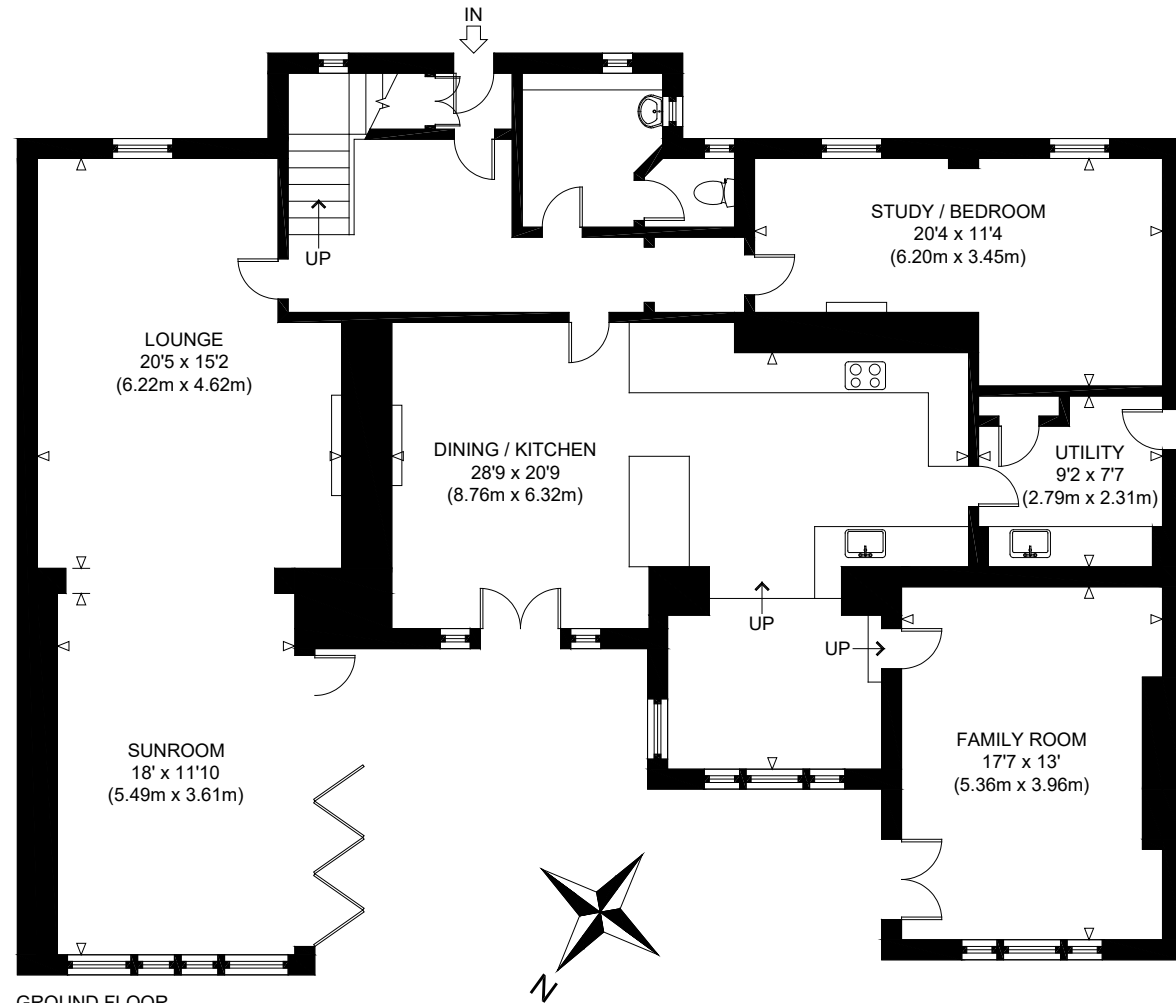 IN
UP
STUDY / BEDROOM
20'4 x 11'4
(6.20m x 3.45m)
LOUNGE
20'5 x 15'2
(6.22m x 4.62m)
DINING / KITCHEN
28'9 x 20'9
(8.76m x 6.32m)
UTILITY
9'2 x 7'7
(2.79m x 2.31m)
UP
UP
SUNROOM
18' x 11'10
(5.49m x 3.61m)
FAMILY ROOM
17'7 x 13'
(5.36m x 3.96m)
N
GROUND FLOOR